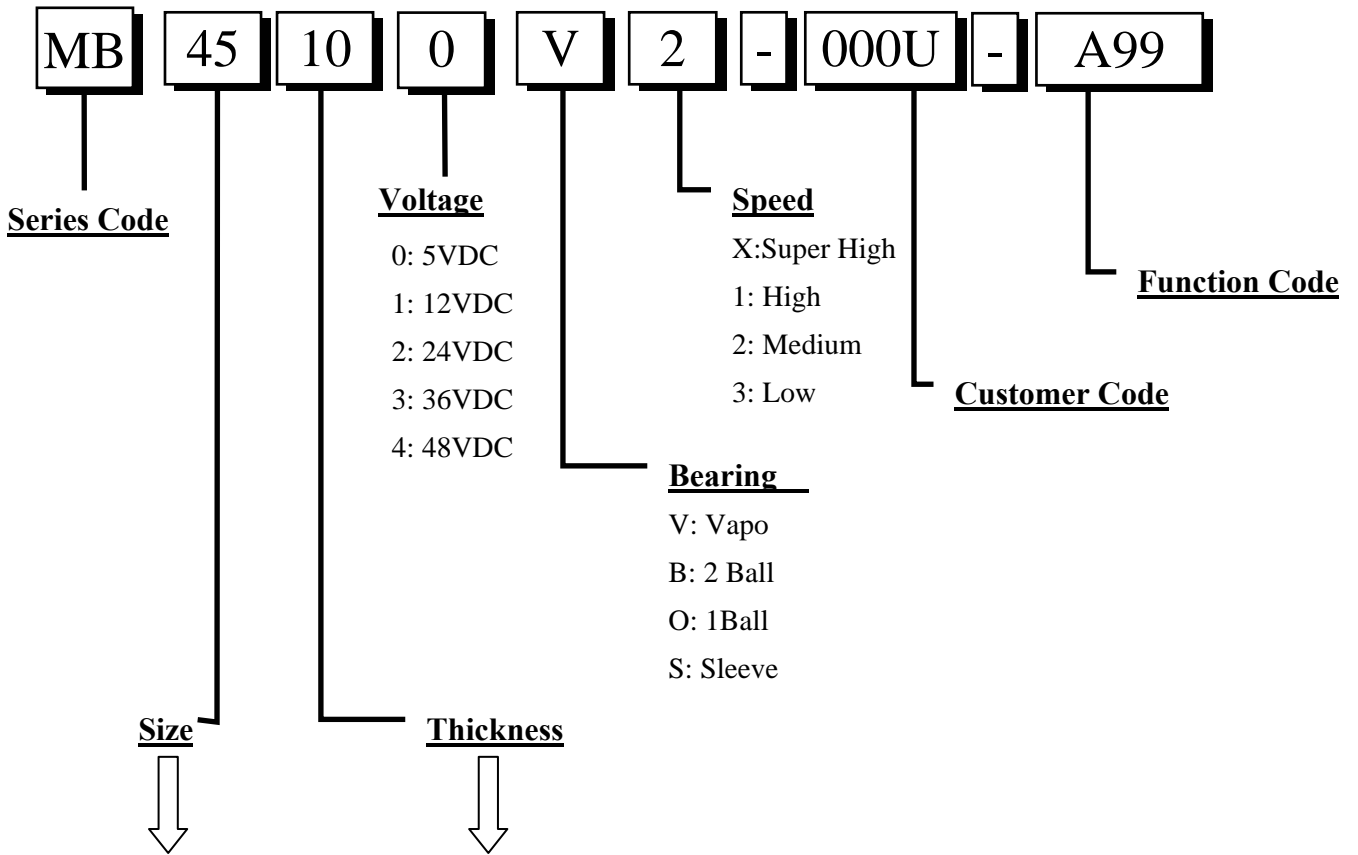 MB 45 10 0 V 2 - 000U - A99
Series Code
Voltage
0: 5VDC
1: 12VDC
2: 24VDC
3: 36VDC
4: 48VDC
Speed
X:Super High
1: High
2: Medium
3: Low
Function Code
Customer Code
Bearing
V: Vapo
B: 2 Ball
O: 1Ball
S: Sleeve
Size
Thickness